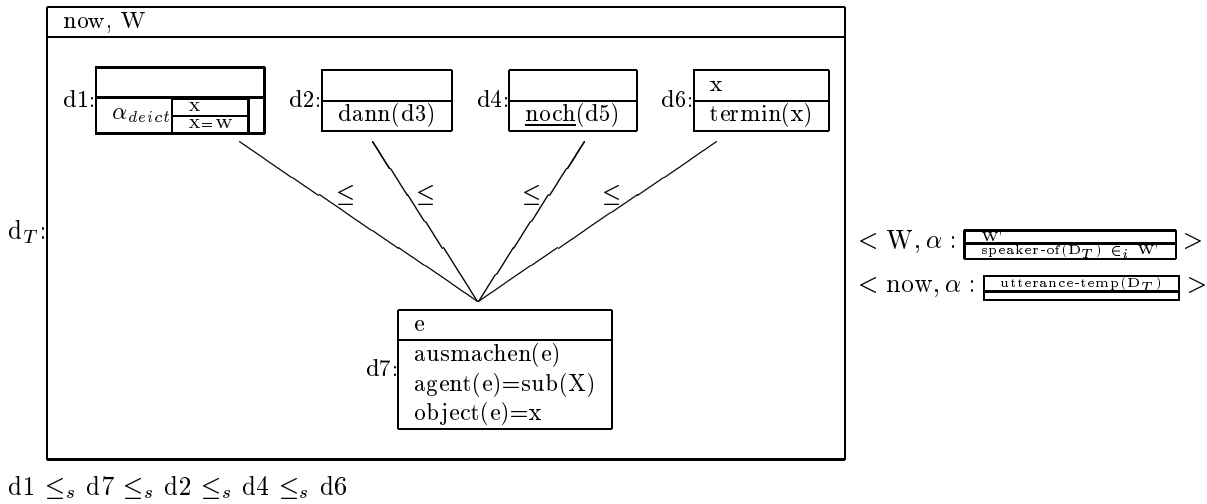 now, W
d1:
α_deict
x
x=w
d2:
dann(d3)
d4:
noch(d5)
d6:
x
termin(x)
≤ ≤ ≤ ≤
d_T:
< W, α : W' >
speaker-of(D_T) ∈_i W'
< now, α : utterance-temp(D_T) >
d7:
e
ausmachen(e)
agent(e)=sub(X)
object(e)=x
d1 ≤_s d7 ≤_s d2 ≤_s d4 ≤_s d6